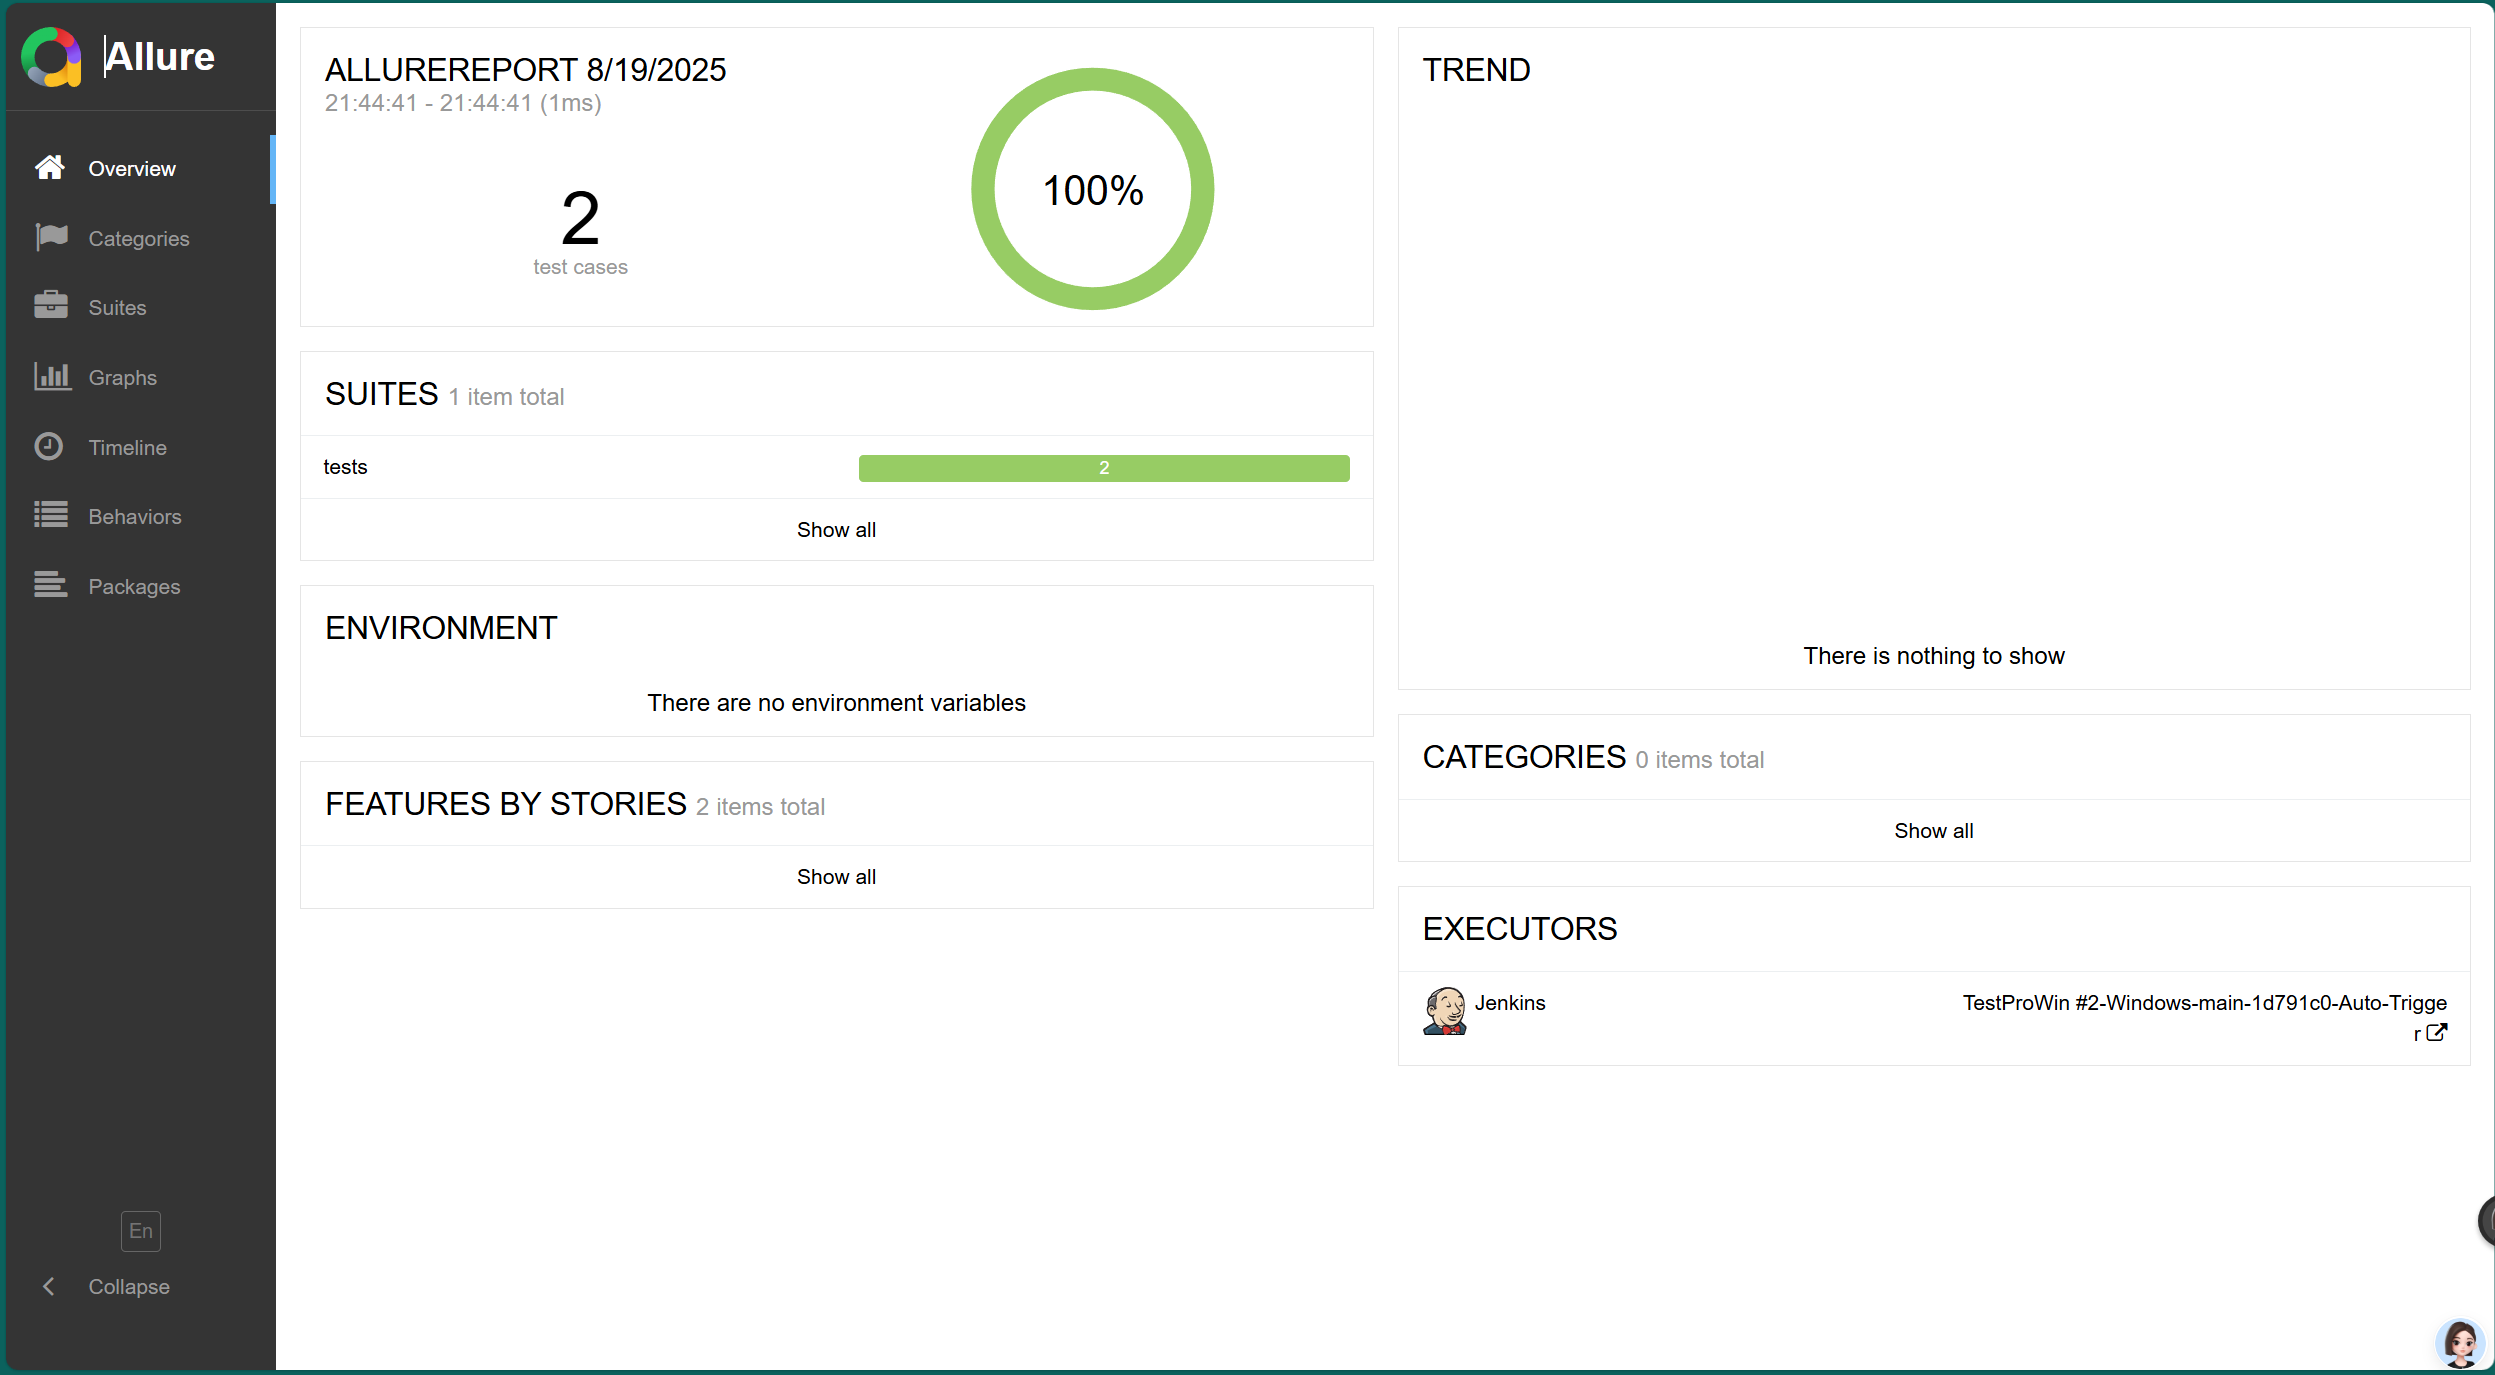 Allure
Overview
Categories
Suites
Graphs
Timeline
Behaviors
Packages
En
Collapse
ALLUREREPORT 8/19/2025
21:44:41 - 21:44:41 (1ms)
2
test cases
100%
SUITES 1 item total
tests 2
Show all
ENVIRONMENT
There are no environment variables
FEATURES BY STORIES 2 items total
Show all
TREND
There is nothing to show
CATEGORIES 0 items total
Show all
EXECUTORS
Jenkins TestProWin #2-Windows-main-1d791c0-Auto-Trigge
r